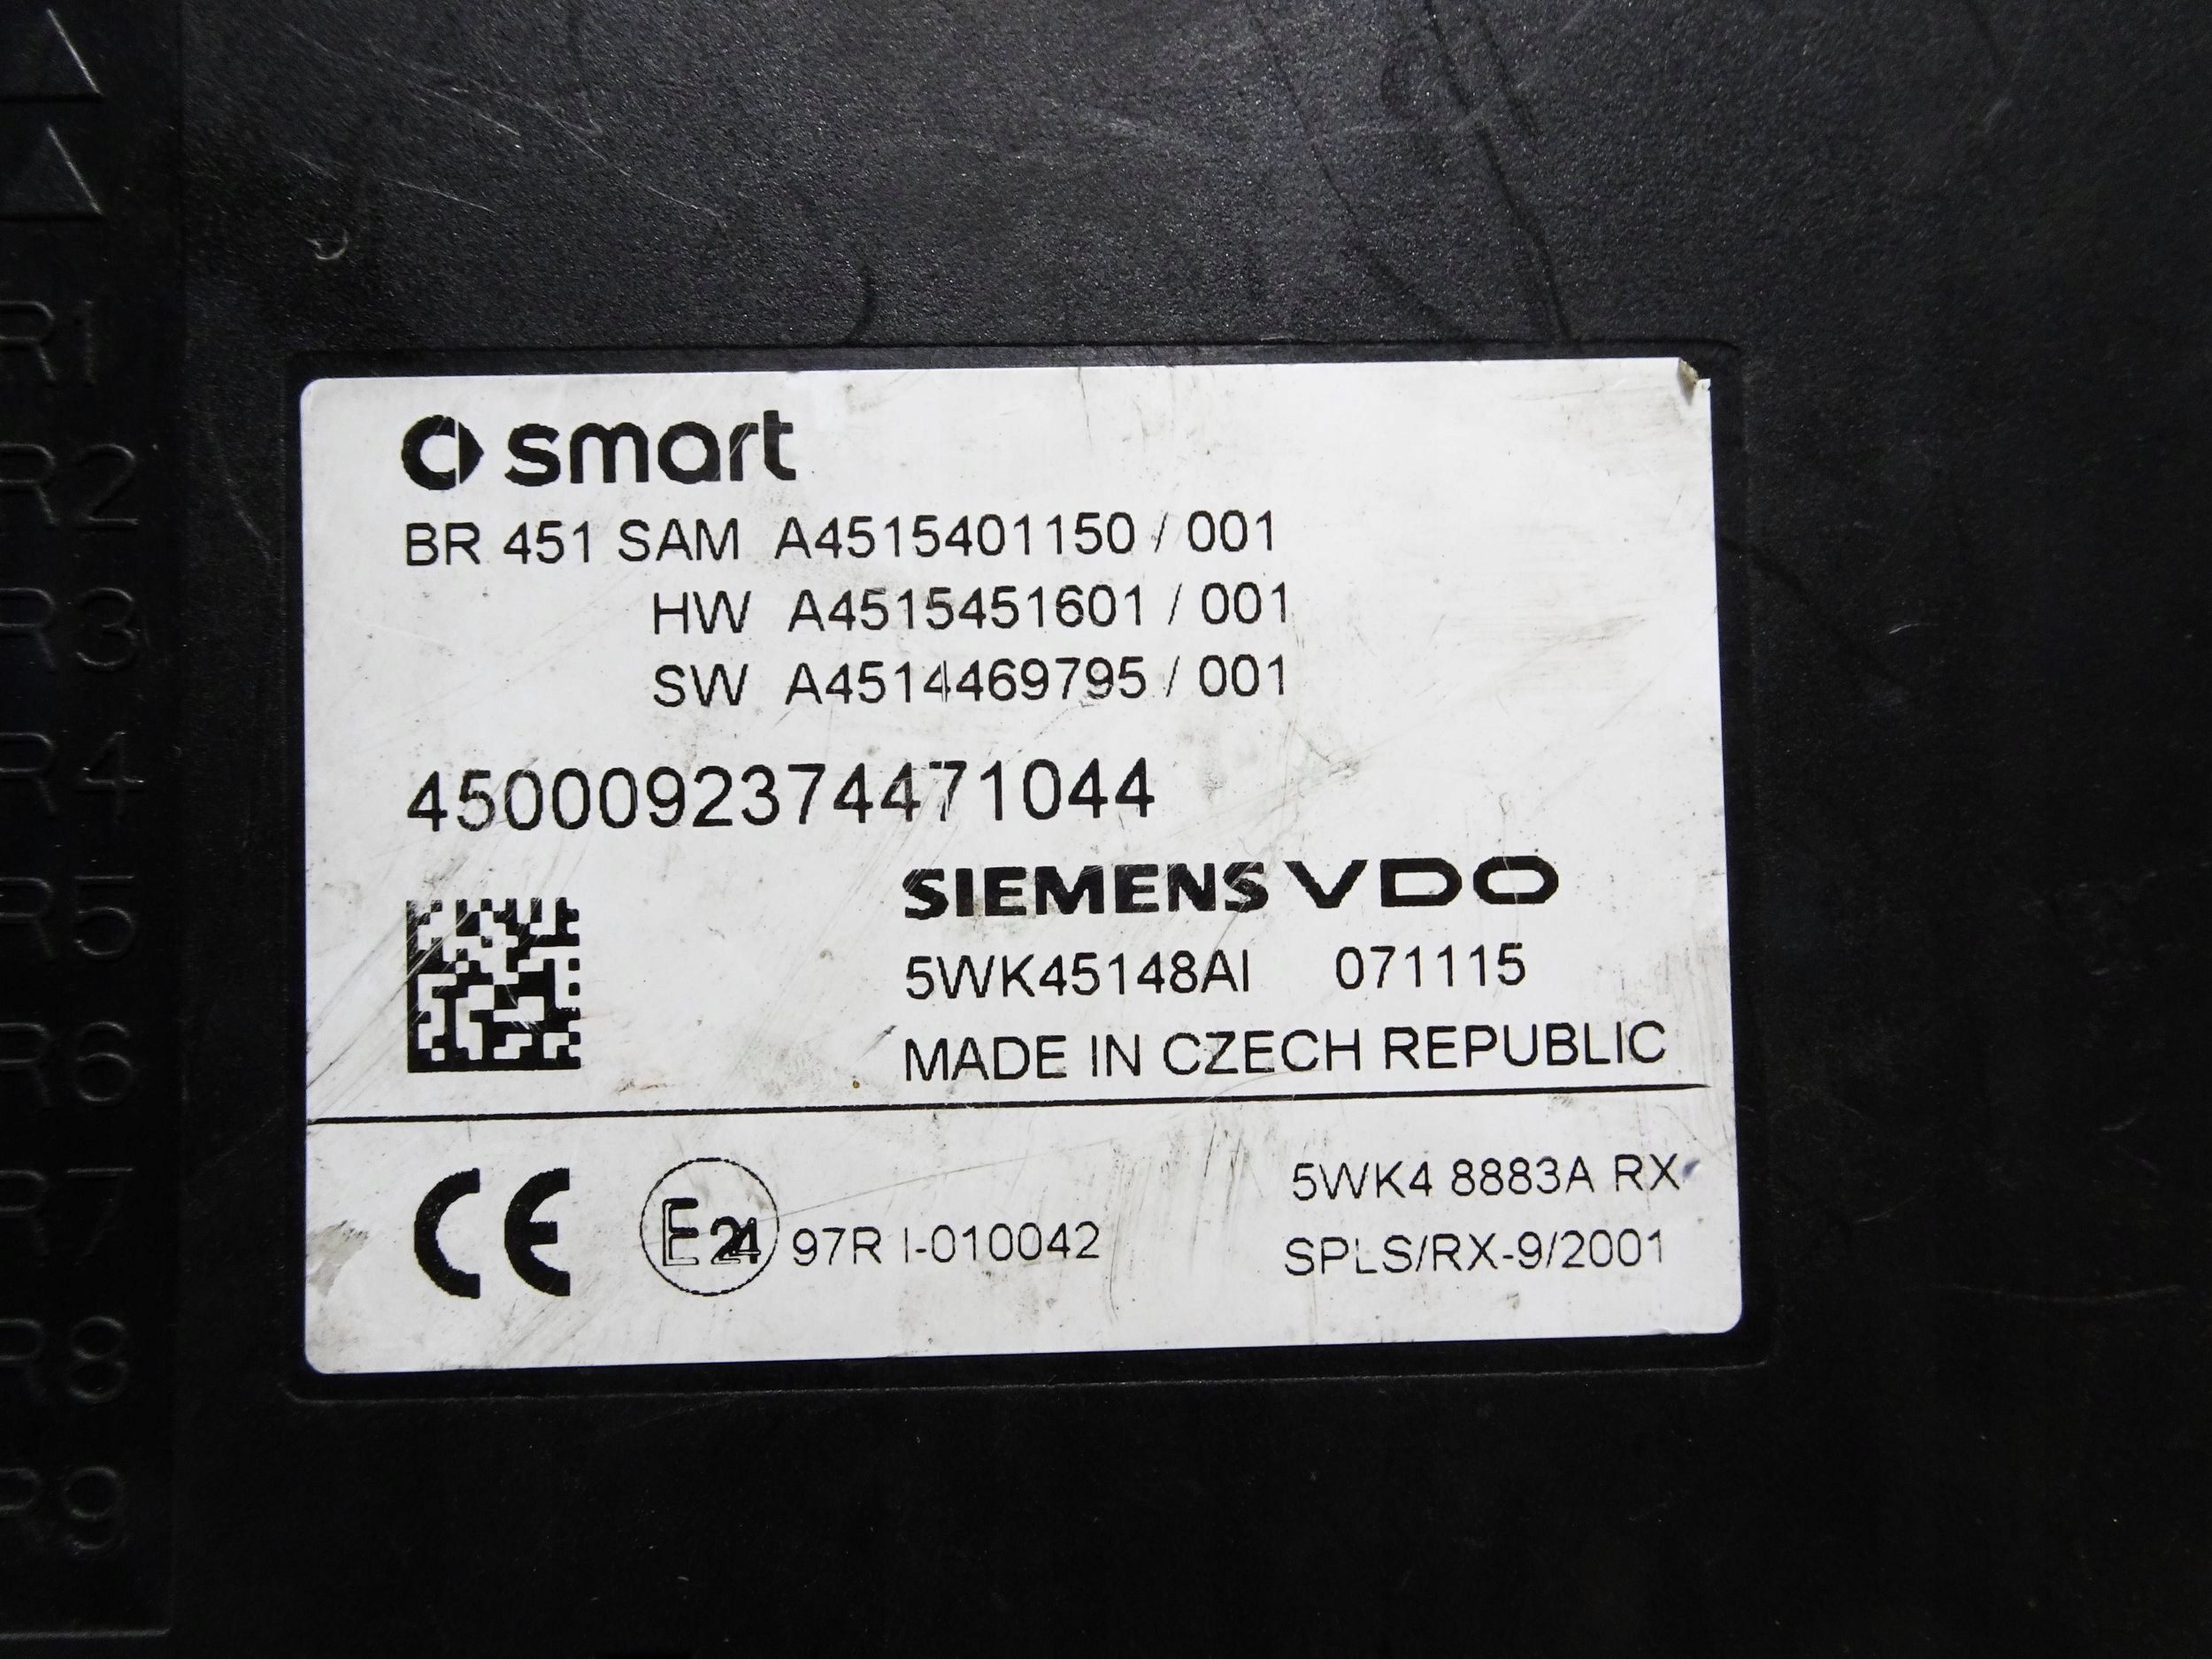 R1
R2
R3
R4
R5
R6
R7
R8
R9
smart
BR 451 SAM A4515401150 / 001
HW A4515451601 / 001
SW A4514469795 / 001
4500092374471044
SIEMENS VDO
5WK45148AI 071115
MADE IN CZECH REPUBLIC
CE
97R I-010042
5WK4 8883A RX
SPLS/RX-9/2001